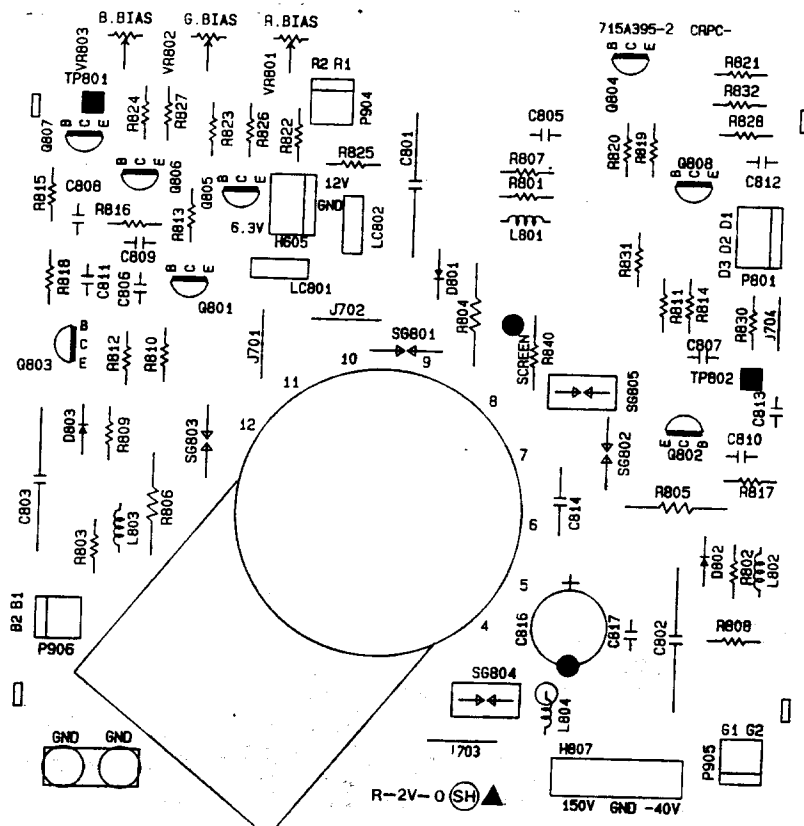 B.BIAS
G.BIAS
R.BIAS
715A395-2 CRPC-
VR803
VR802
VR801
B C E
Q804
R821
R832
R828
TP801
R2 R1
P904
R824
R827
R823
R826
R822
C801
C805
R820
R819
Q807
B C E
R825
R807
R801
L801
Q808
B C E
C812
R815
C808
B C E
Q806
Q805
B C E
12V
GND
LC802
R816
R813
6.3V
H605
C809
R831
D3 D2 D1
P801
R818
C811
C806
B C E
Q801
LC801
D801
R804
R811
R814
R830
J704
J702
J701
SG801
SCREEN
R840
C807
TP802
Q803
B
C
E
R812
R810
10
9
11
8
SG805
C813
D803
R809
SG803
12
7
SG802
E C B
Q802
C810
R817
C803
L803
R806
R803
6
C814
R805
5
4
C816
C817
C802
D802
R802
L802
R808
B2 B1
P906
SG804
L804
GND GND
J703
H807
150V GND -40V
G1 G2
P905
R-2V-0 SH